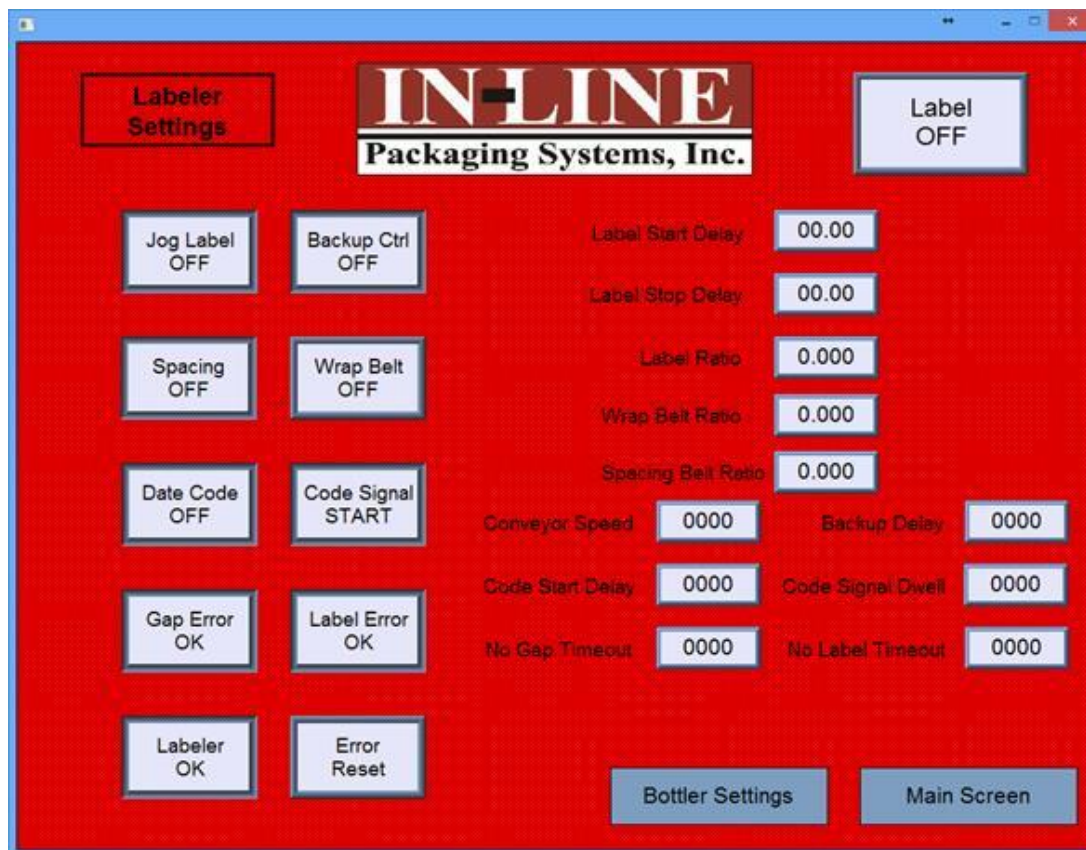 Labeler
Settings
IN-LINE
Packaging Systems, Inc.
Label
OFF
Jog Label
OFF
Backup Ctrl
OFF
Label Start Delay 00.00
Label Stop Delay 00.00
Spacing
OFF
Wrap Belt
OFF
Label Ratio 0.000
Wrap Belt Ratio 0.000
Spacing Belt Ratio 0.000
Date Code
OFF
Code Signal
START
Conveyor Speed 0000 Backup Delay 0000
Code Start Delay 0000 Code Signal Dwell 0000
Gap Error
OK
Label Error
OK
No Gap Timeout 0000 No Label Timeout 0000
Labeler
OK
Error
Reset
Bottler Settings
Main Screen